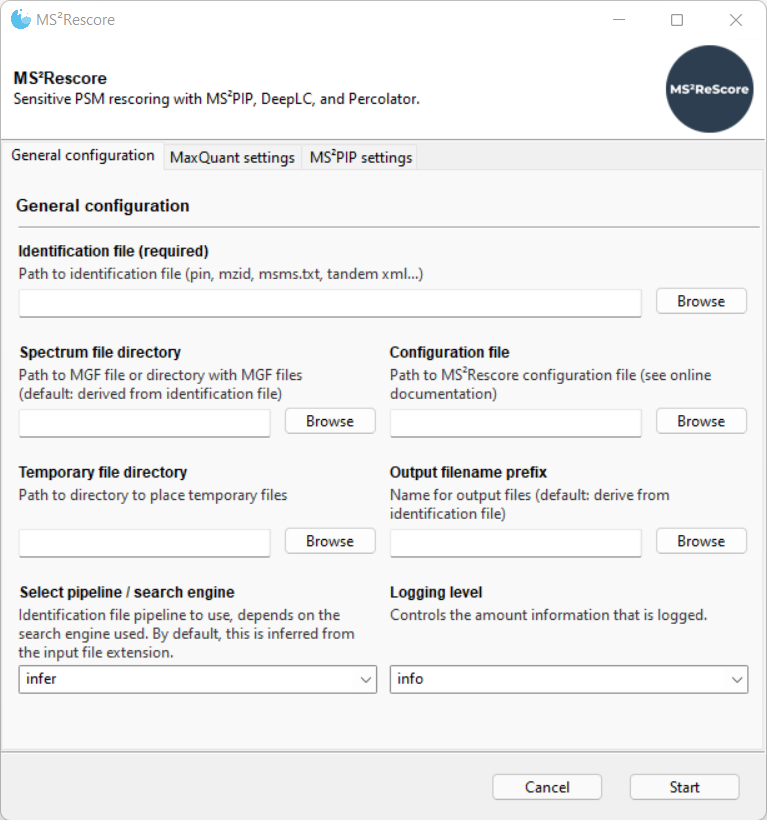 MS²Rescore
MS²Rescore
Sensitive PSM rescoring with MS²PIP, DeepLC, and Percolator.
MS²ReScore
General configuration
MaxQuant settings
MS²PIP settings
General configuration
Identification file (required)
Path to identification file (pin, mzid, msms.txt, tandem xml...)
Browse
Spectrum file directory
Path to MGF file or directory with MGF files
(default: derived from identification file)
Browse
Configuration file
Path to MS²Rescore configuration file (see online
documentation)
Browse
Temporary file directory
Path to directory to place temporary files
Browse
Output filename prefix
Name for output files (default: derive from
identification file)
Browse
Select pipeline / search engine
Identification file pipeline to use, depends on the
search engine used. By default, this is inferred from
the input file extension.
infer
Logging level
Controls the amount information that is logged.
info
Cancel
Start